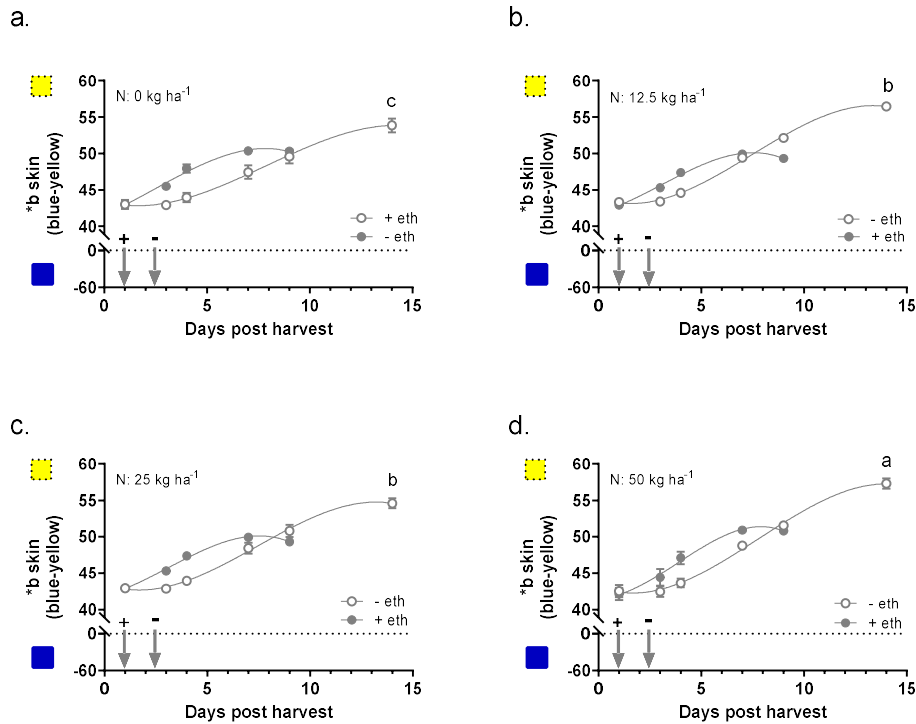 a.
N: 0 kg ha⁻¹
c
*b skin
(blue-yellow)
60
55
50
45
40
0
-60
+ -
+ eth
- eth
0 5 10 15
Days post harvest
b.
N: 12.5 kg ha⁻¹
b
*b skin
(blue-yellow)
60
55
50
45
40
0
-60
+ -
- eth
+ eth
0 5 10 15
Days post harvest
c.
N: 25 kg ha⁻¹
b
*b skin
(blue-yellow)
60
55
50
45
40
0
-60
+ -
- eth
+ eth
0 5 10 15
Days post harvest
d.
N: 50 kg ha⁻¹
a
*b skin
(blue-yellow)
60
55
50
45
40
0
-60
+ -
- eth
+ eth
0 5 10 15
Days post harvest